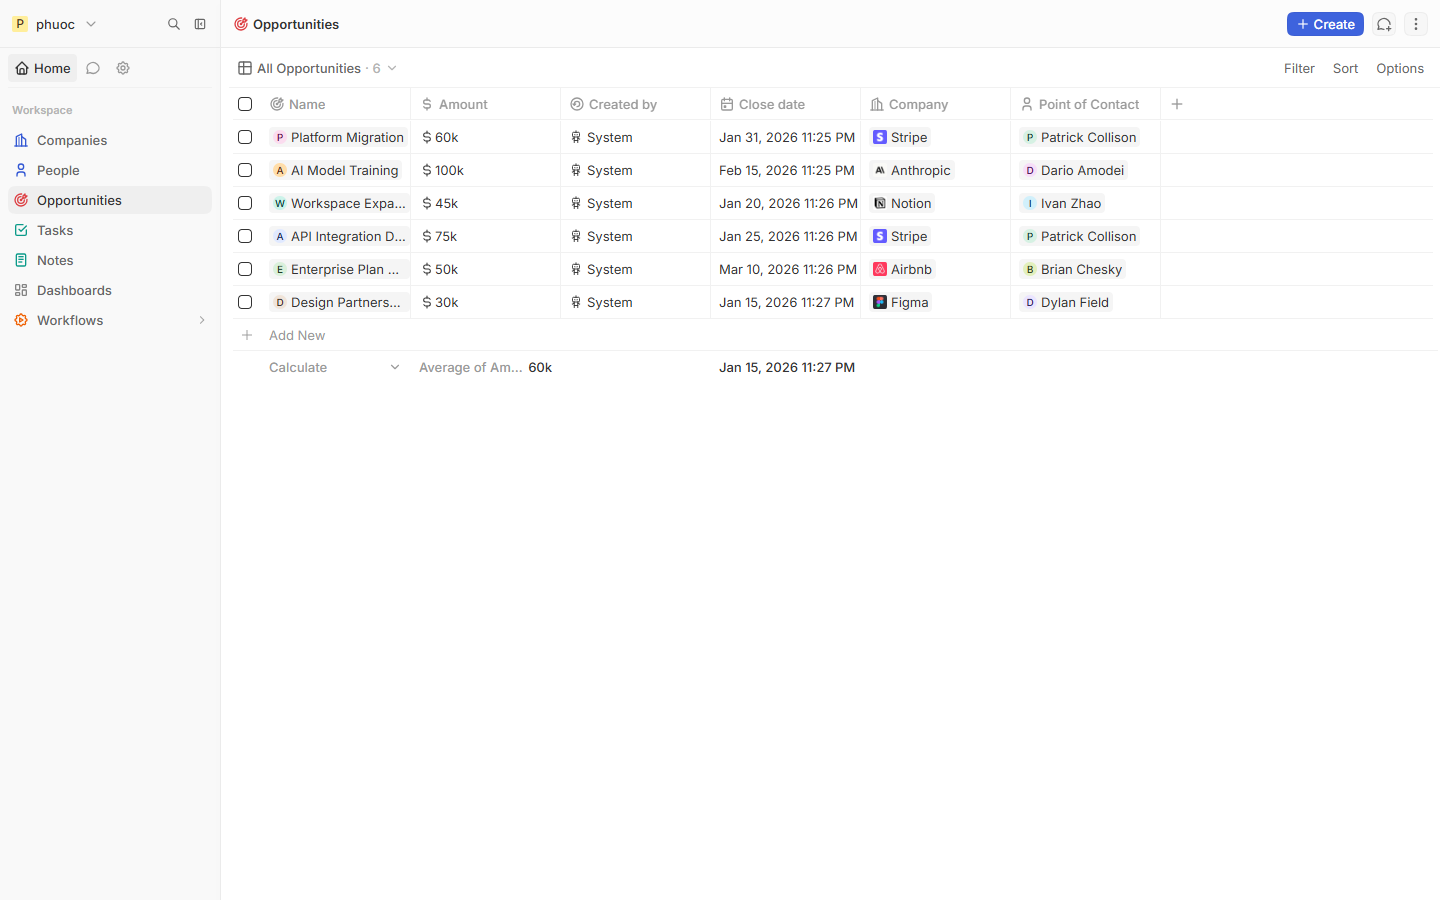 P phuoc
Opportunities
Create
Home
Workspace
Companies
People
Opportunities
Tasks
Notes
Dashboards
Workflows
All Opportunities · 6
Filter Sort Options
Name Amount Created by Close date Company Point of Contact
P Platform Migration $ 60k System Jan 31, 2026 11:25 PM Stripe P Patrick Collison
A AI Model Training $ 100k System Feb 15, 2026 11:25 PM Anthropic D Dario Amodei
W Workspace Expa... $ 45k System Jan 20, 2026 11:26 PM Notion I Ivan Zhao
A API Integration D... $ 75k System Jan 25, 2026 11:26 PM Stripe P Patrick Collison
E Enterprise Plan ... $ 50k System Mar 10, 2026 11:26 PM Airbnb B Brian Chesky
D Design Partners... $ 30k System Jan 15, 2026 11:27 PM Figma D Dylan Field
Add New
Calculate Average of Am... 60k Jan 15, 2026 11:27 PM